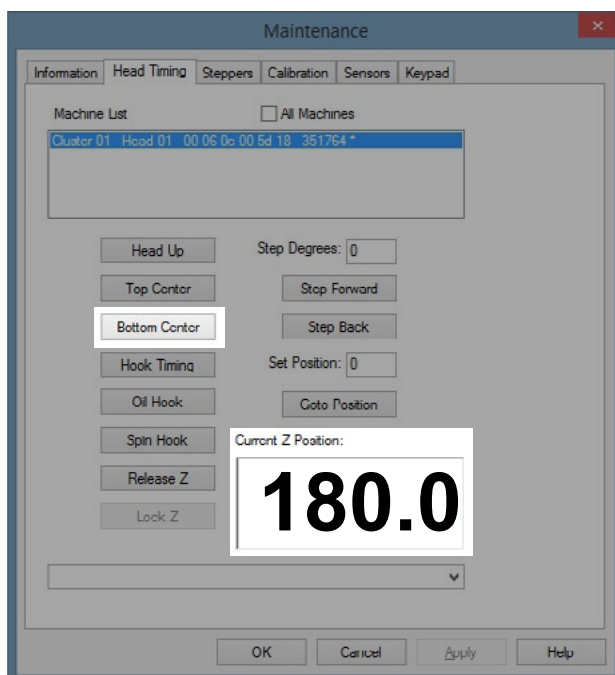 Maintenance
Information Head Timing Steppers Calibration Sensors Keypad
Machine List All Machines
Cluster 01 Head 01 00 06 0c 00 5d 18 351764 *
Head Up Step Degrees: 0
Top Center Step Forward
Bottom Center Step Back
Hook Timing Set Position: 0
Oil Hook Goto Position
Spin Hook Current Z Position:
Release Z 180.0
Lock Z
OK Cancel Apply Help